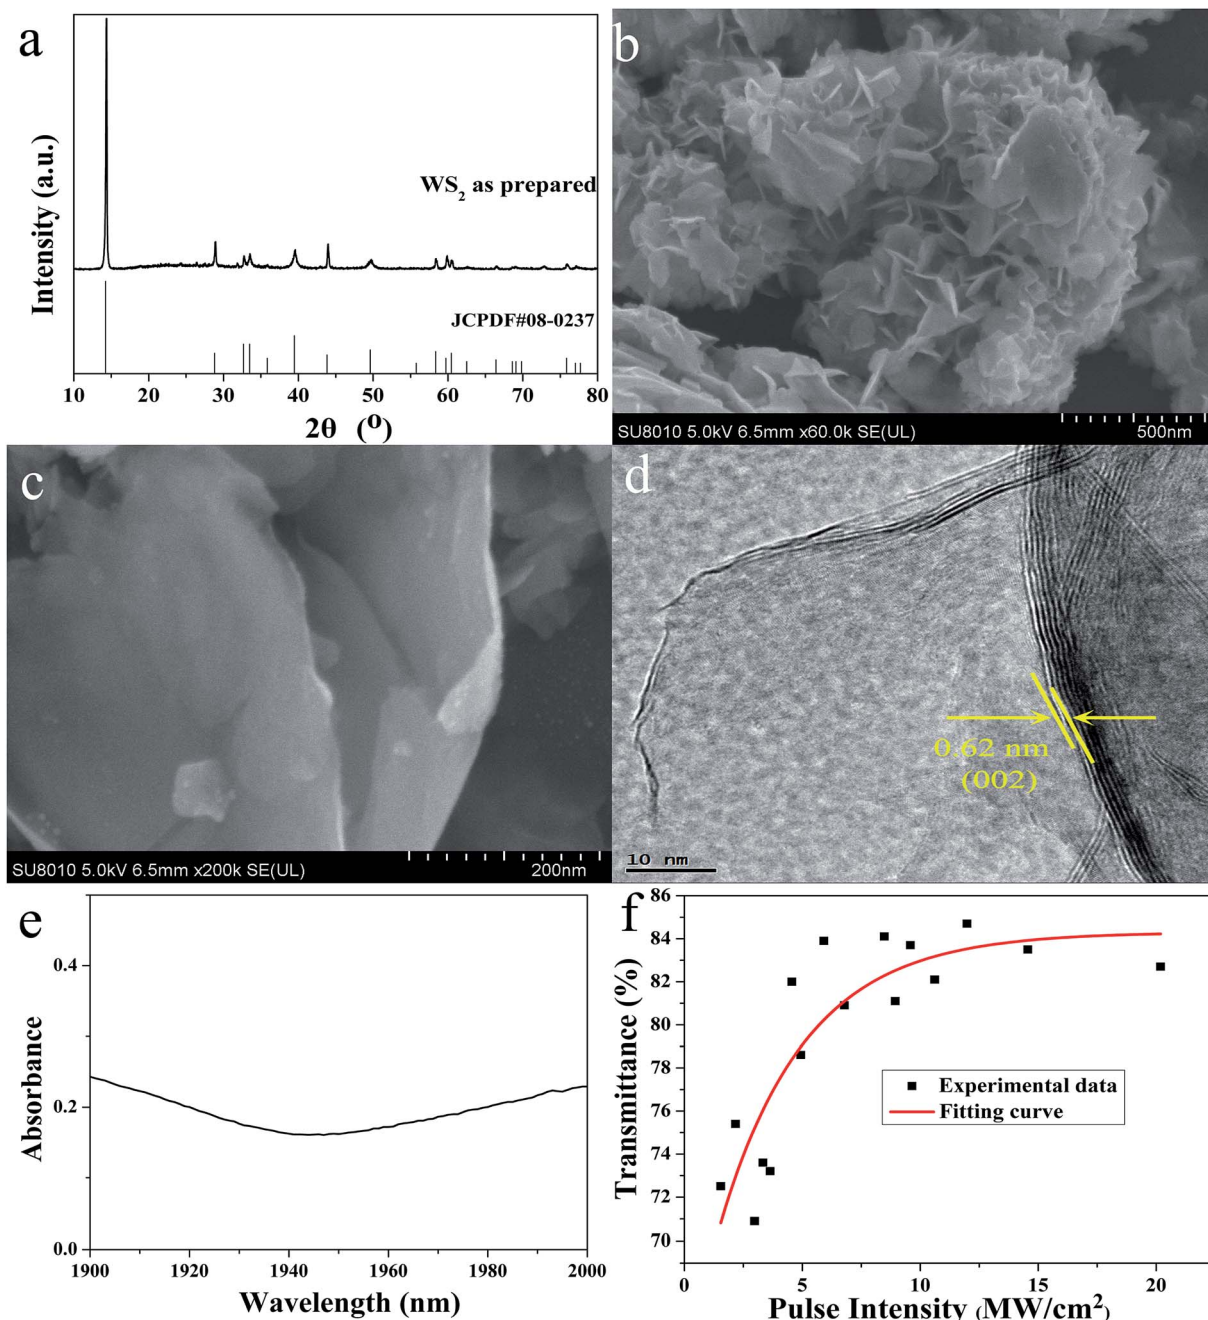 a
Intensity (a.u.)
WS2 as prepared
JCPDF#08-0237
10 20 30 40 50 60 70 80
2θ (o)
b
SU8010 5.0kV 6.5mm x60.0k SE(UL) 500nm
c
SU8010 5.0kV 6.5mm x200k SE(UL) 200nm
d
0.62 nm
(002)
10 nm
e
Absorbance
0.4
0.2
0.0
1900 1920 1940 1960 1980 2000
Wavelength (nm)
f
Transmittance (%)
86
84
82
80
78
76
74
72
70
Experimental data
Fitting curve
0 5 10 15 20
Pulse Intensity (MW/cm2)